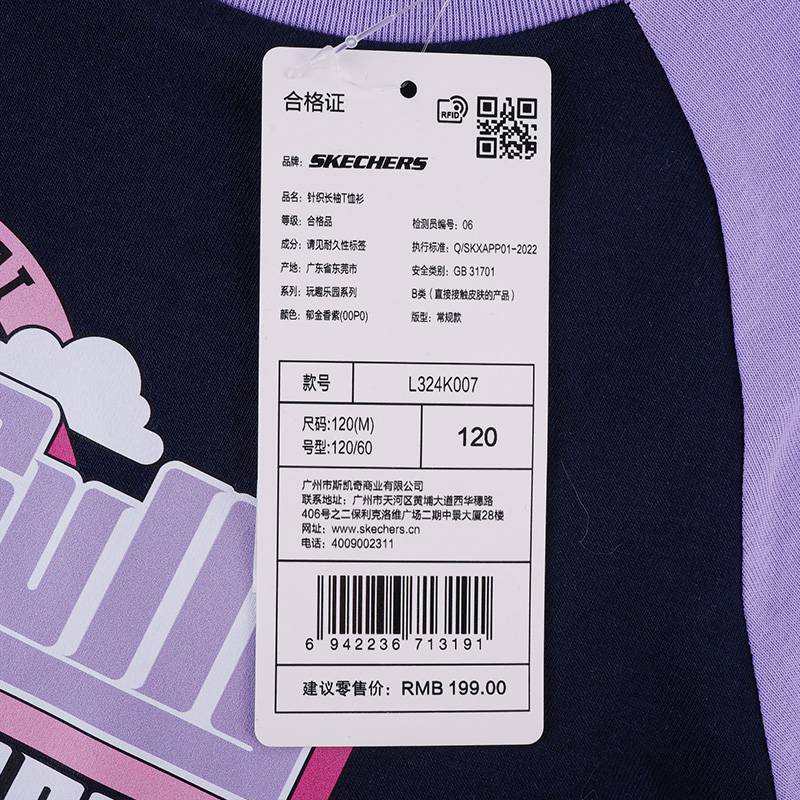 合格证
RFID
品牌: SKECHERS
品名: 针织长袖T恤衫
等级: 合格品 检测员编号: 06
成分: 请见耐久性标签 执行标准: Q/SKXAPP01-2022
产地: 广东省东莞市 安全类别: GB 31701
系列: 玩趣乐园系列 B类（直接接触皮肤的产品）
颜色: 郁金香紫(00P0) 版型: 常规款
款号 L324K007
尺码:120(M)
号型:120/60
120
广州市斯凯奇商业有限公司
联系地址: 广州市天河区黄埔大道西华穗路
406号之二保利克洛维广场二期中景大厦28楼
网址: www.skechers.cn
电话: 4009002311
6 942236 713191
建议零售价: RMB 199.00